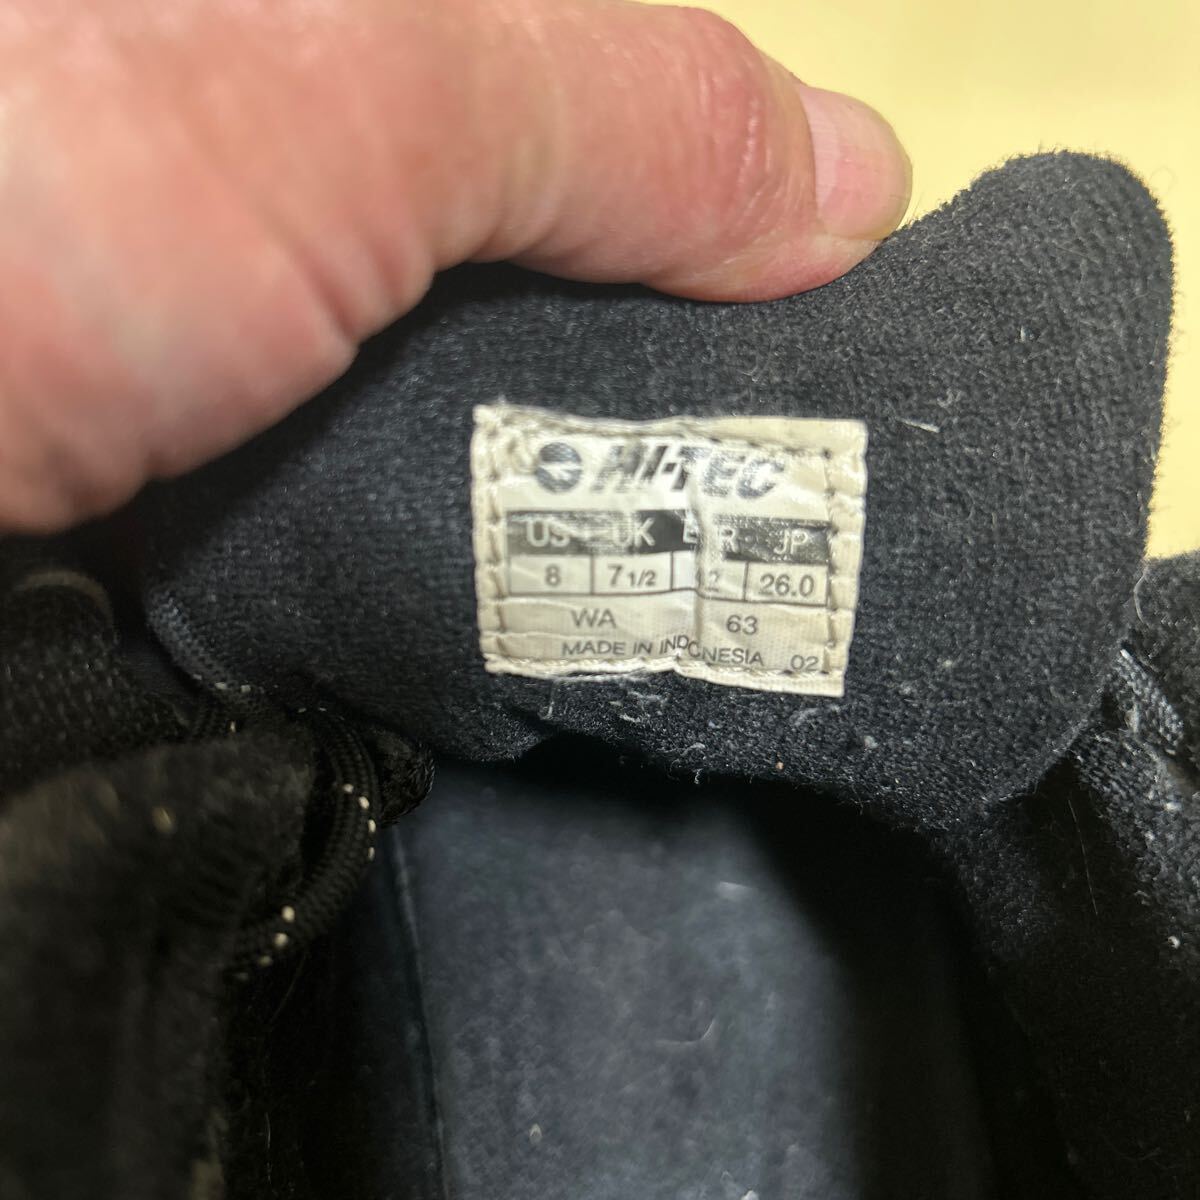 HI-TEC
US UK JP
8 7 1/2 26.0
WA 63
MADE IN INDONESIA 02